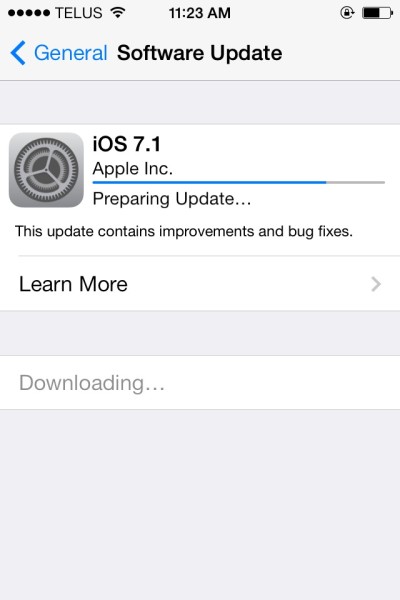 TELUS 11:23 AM
General Software Update
iOS 7.1
Apple Inc.
Preparing Update...
This update contains improvements and bug fixes.
Learn More
Downloading...